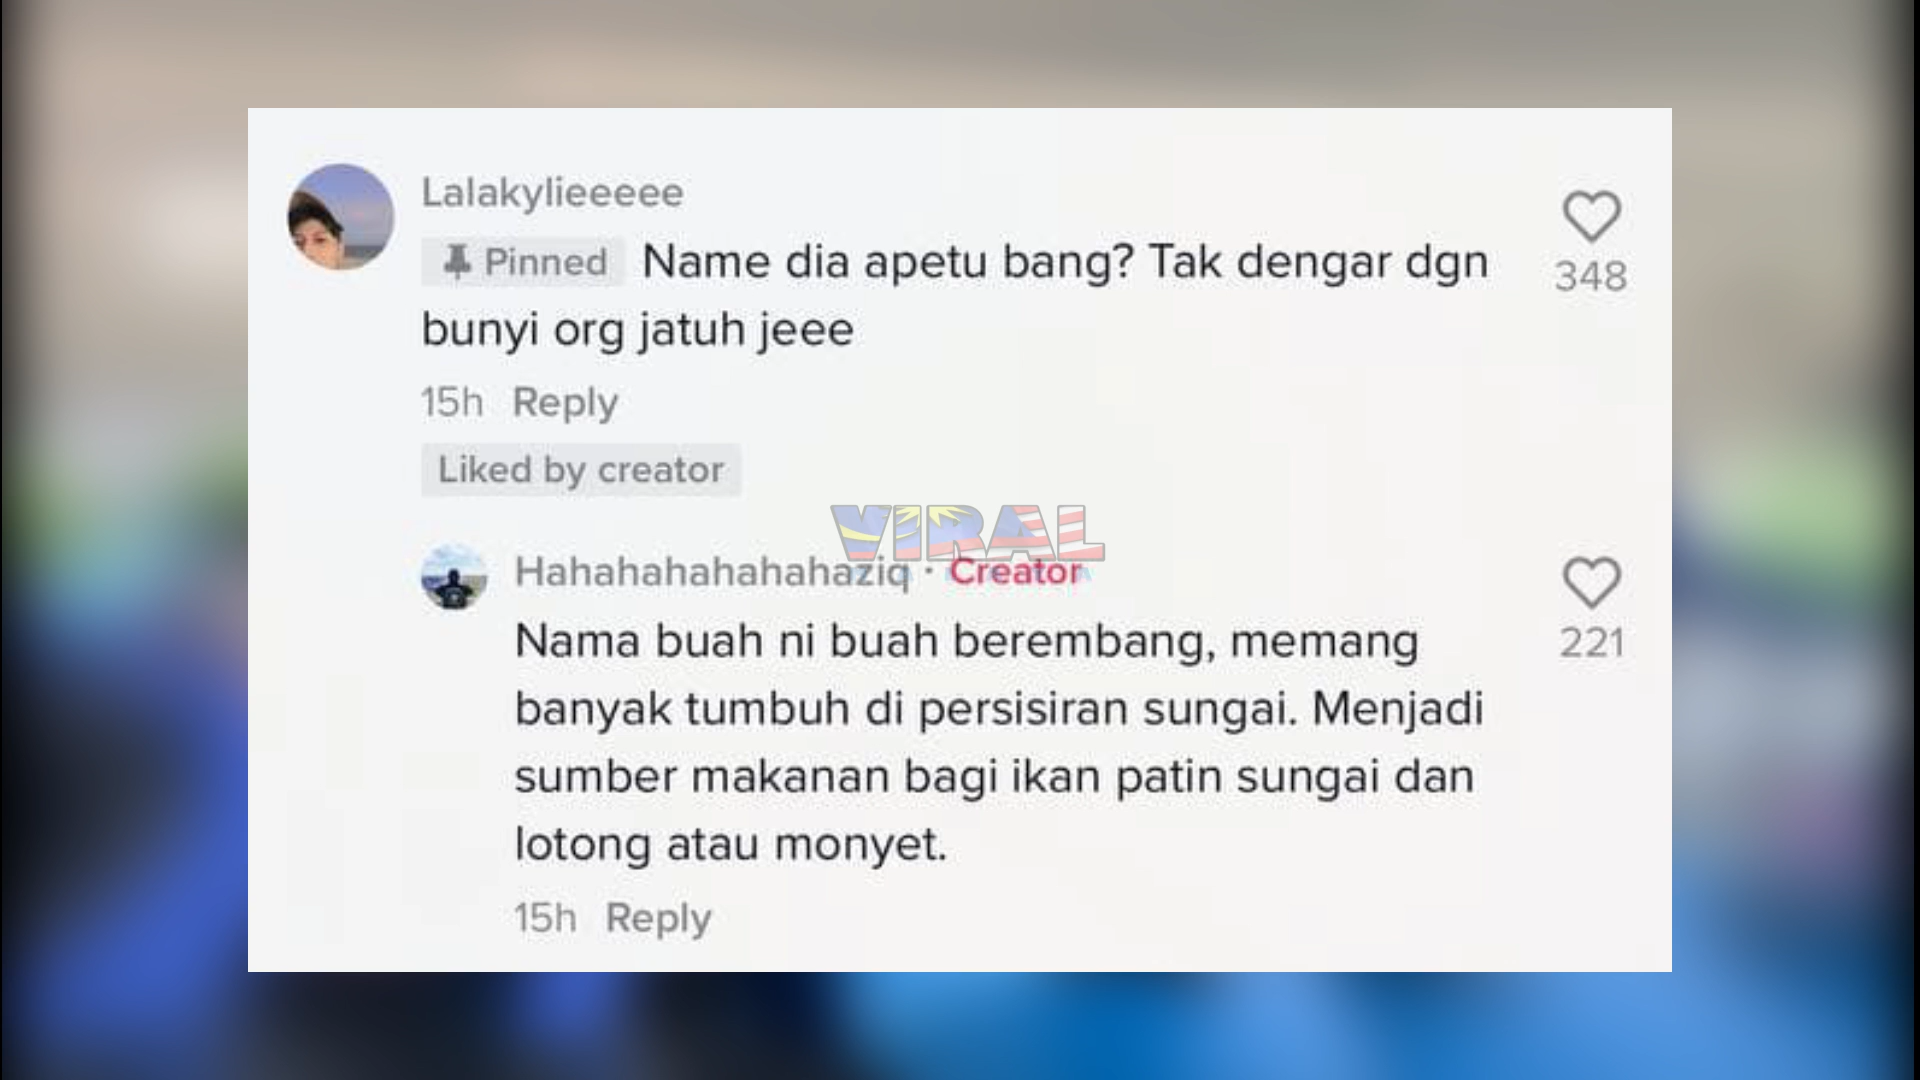 Lalakylieeeee
Pinned Name dia apetu bang? Tak dengar dgn
348
bunyi org jatuh jeee
15h Reply
Liked by creator
VIRAL
Hahahahahahahaziq · Creator
Nama buah ni buah berembang, memang
221
banyak tumbuh di persisiran sungai. Menjadi
sumber makanan bagi ikan patin sungai dan
lotong atau monyet.
15h Reply